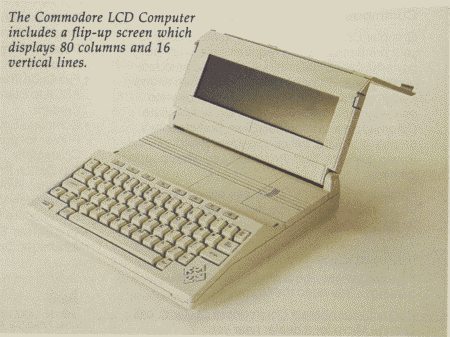 The Commodore LCD Computer
includes a flip-up screen which
displays 80 columns and 16
vertical lines.